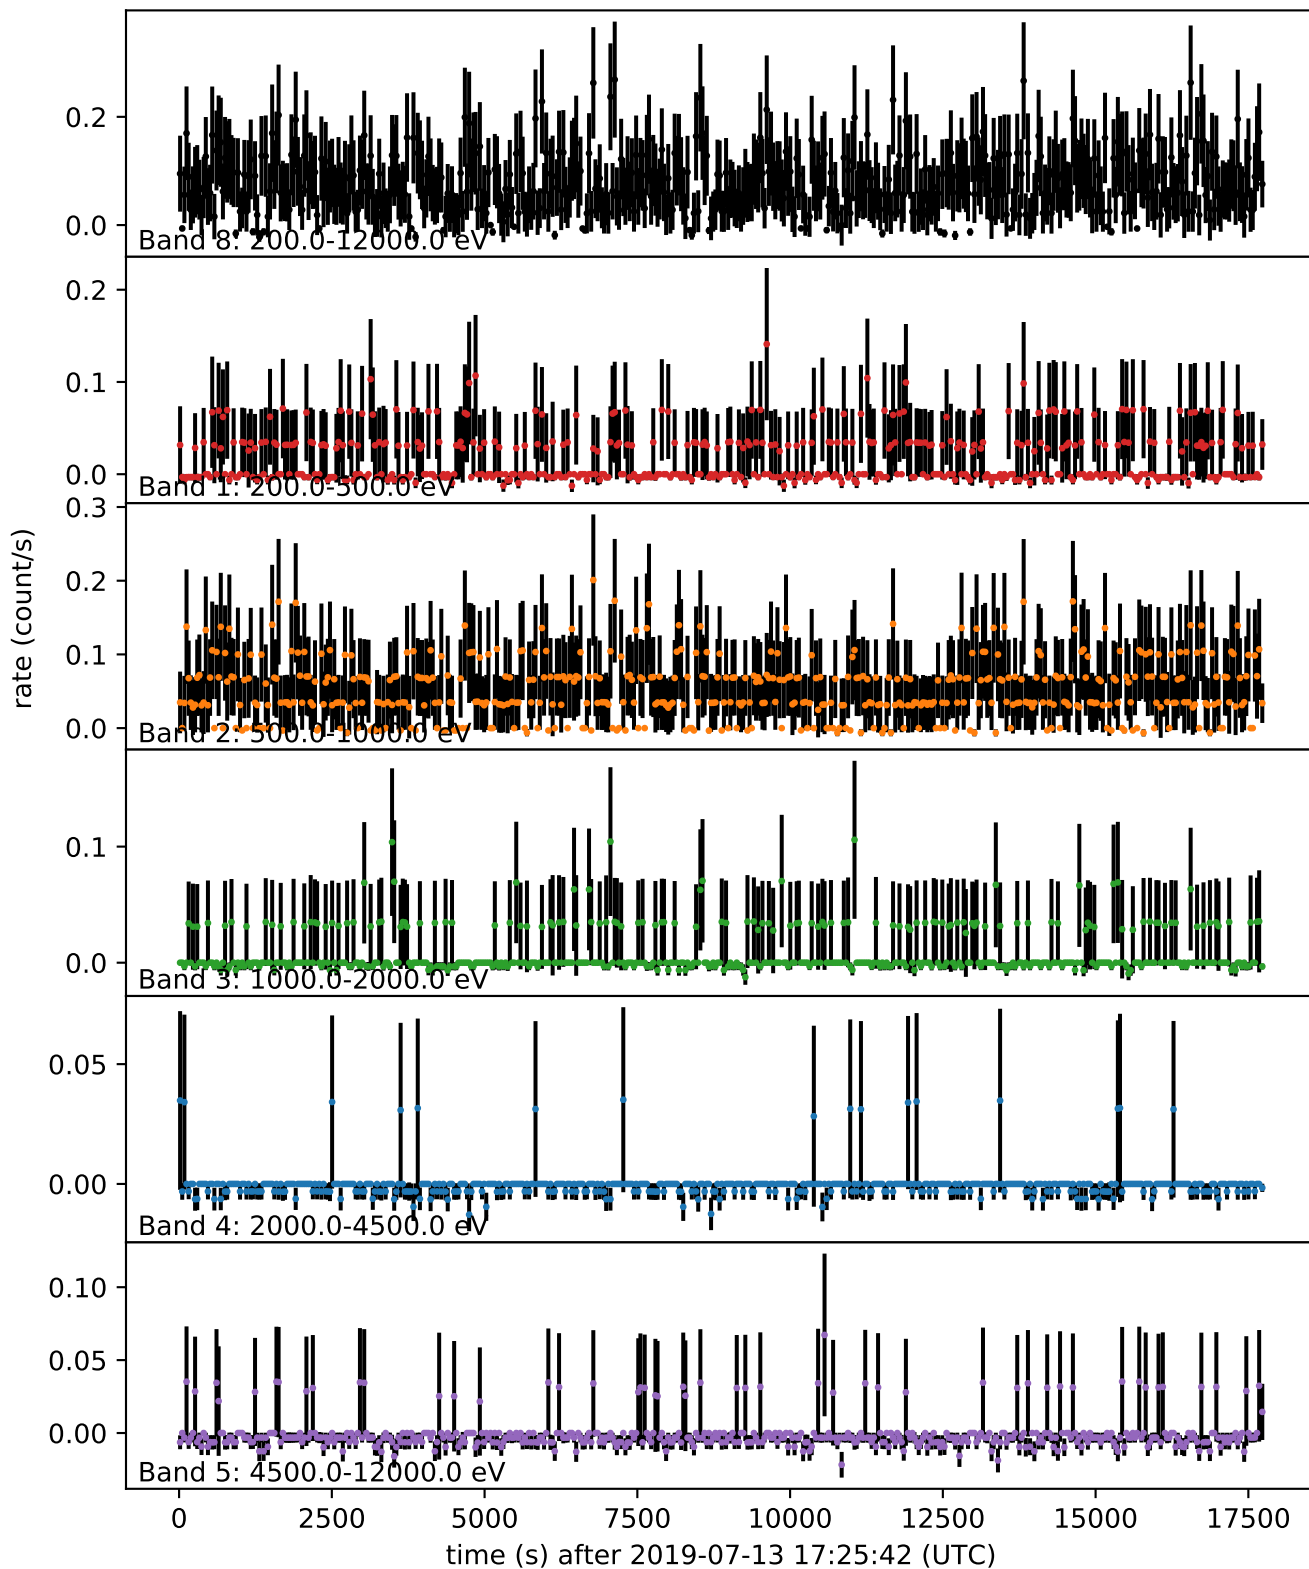 0.2
0.0
Band 8: 200.0-12000.0 eV
0.2
0.1
0.0
Band 1: 200.0-500.0 eV
0.3
0.2
0.1
0.0
Band 2: 500.0-1000.0 eV
rate (count/s)
0.1
0.0
Band 3: 1000.0-2000.0 eV
0.05
0.00
Band 4: 2000.0-4500.0 eV
0.10
0.05
0.00
Band 5: 4500.0-12000.0 eV
0 2500 5000 7500 10000 12500 15000 17500
time (s) after 2019-07-13 17:25:42 (UTC)